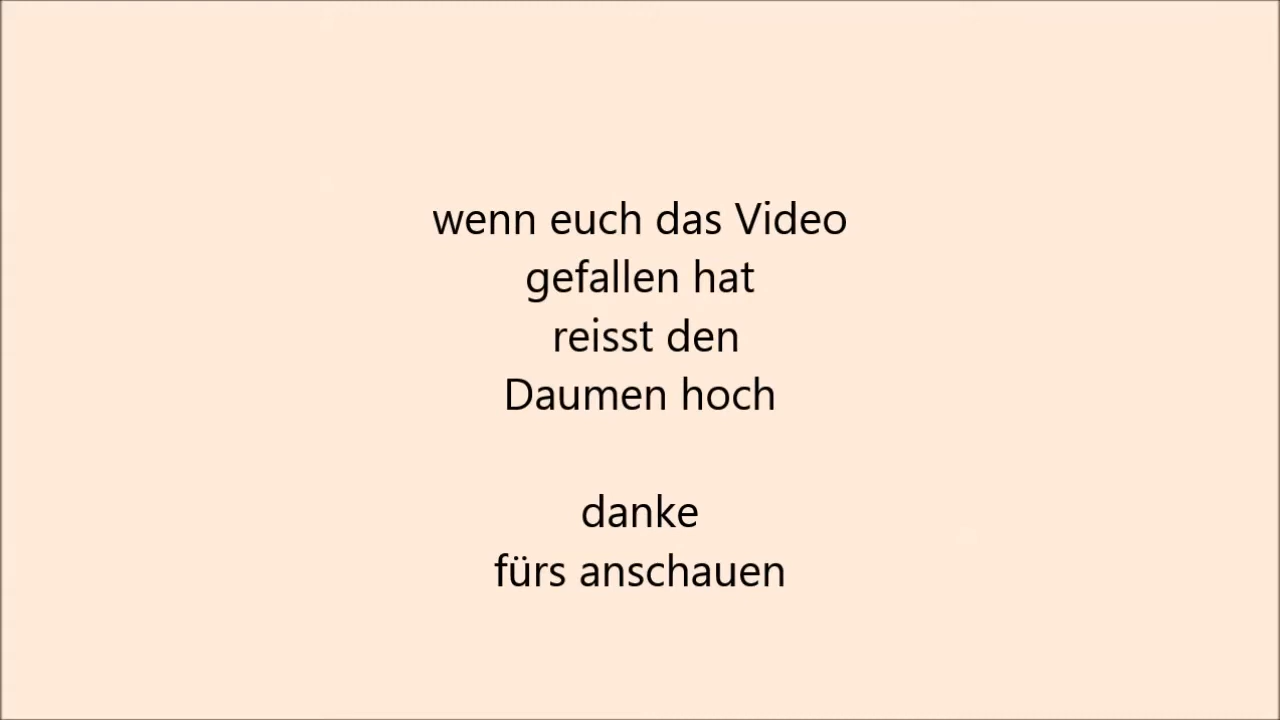 wenn euch das Video
gefallen hat
reisst den
Daumen hoch
danke
fürs anschauen